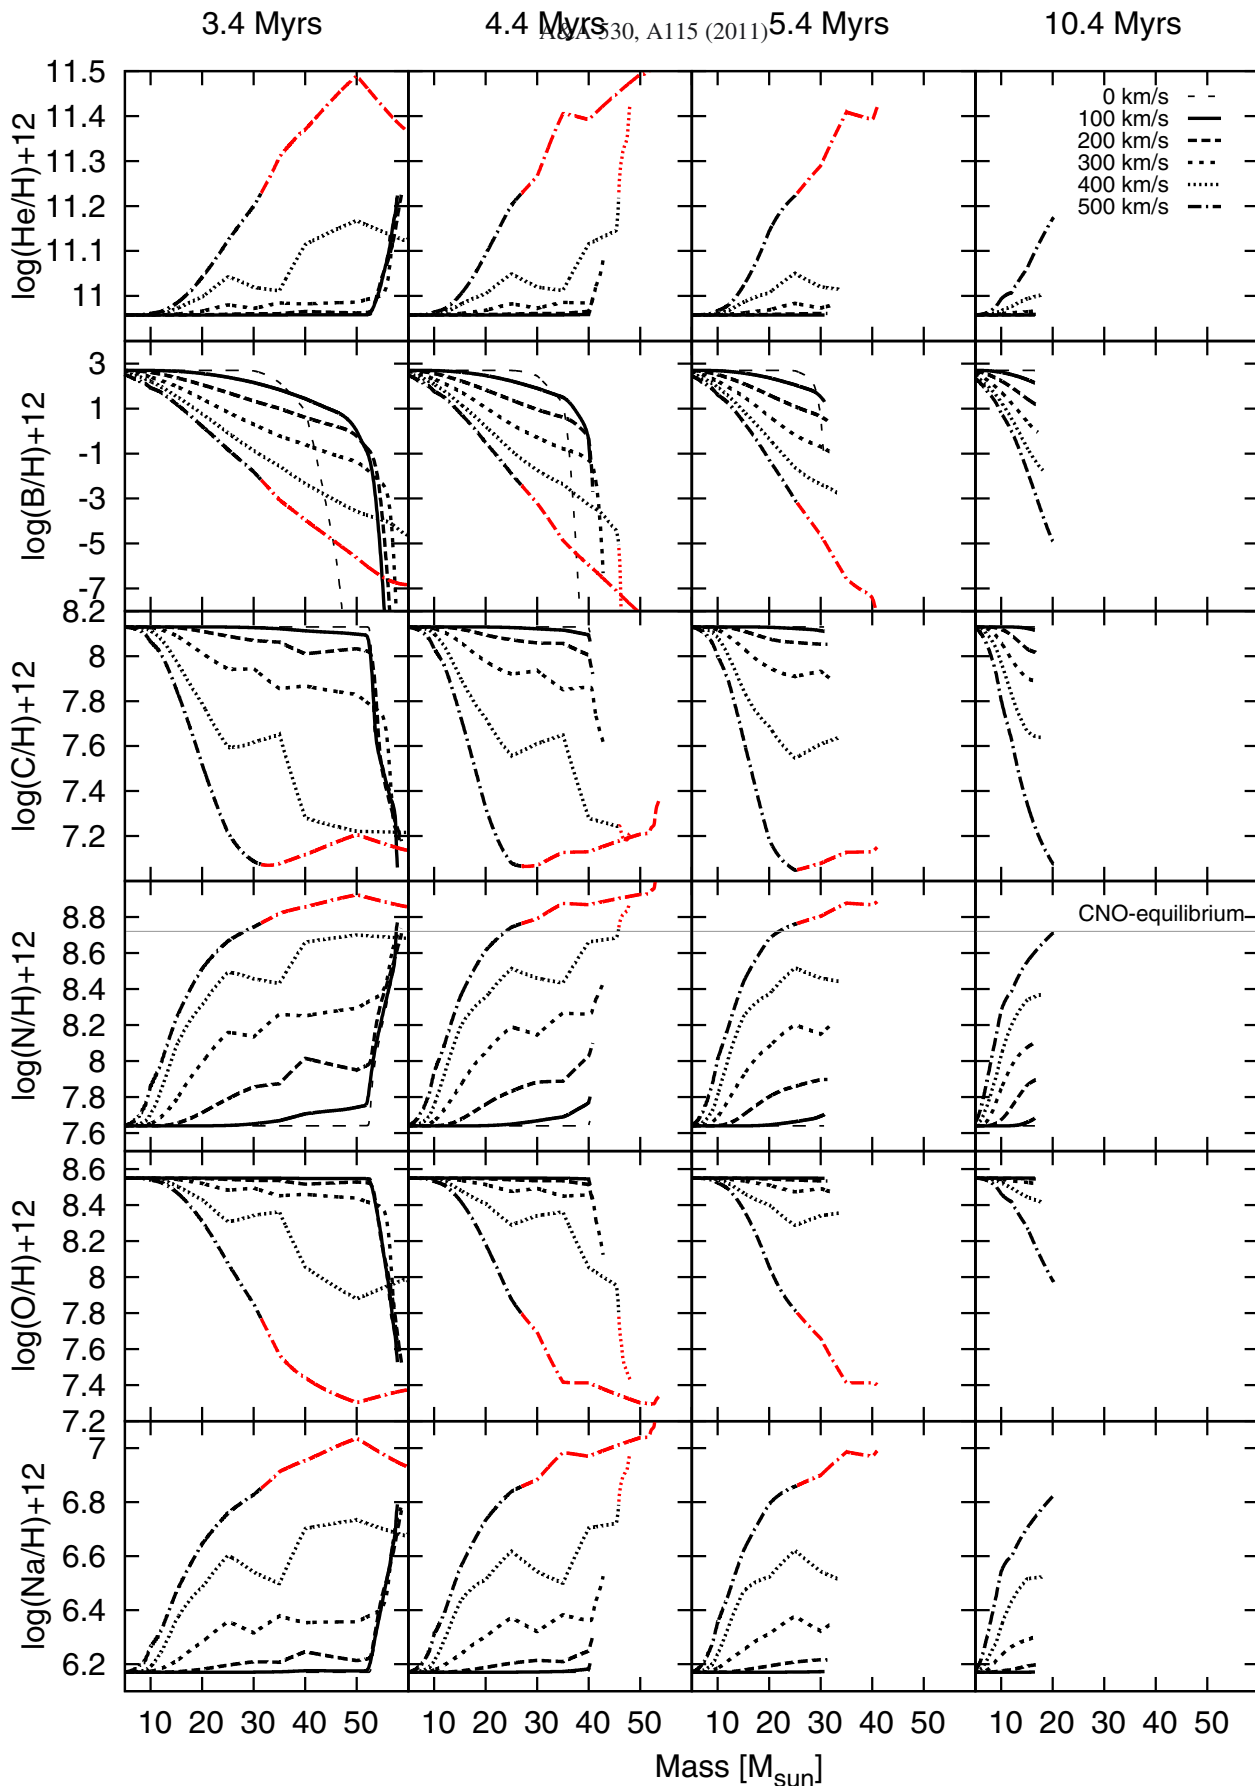 3.4 Myrs 4.4 Myrs 5.4 Myrs 10.4 Myrs
A&A 530, A115 (2011)
11.5
11.4
11.3
11.2
11.1
11
log(He/H)+12
0 km/s
100 km/s
200 km/s
300 km/s
400 km/s
500 km/s
3
1
-1
-3
-5
-7
log(B/H)+12
8.2
8
7.8
7.6
7.4
7.2
log(C/H)+12
8.8
8.6
8.4
8.2
8
7.8
7.6
log(N/H)+12
CNO-equilibrium
8.6
8.4
8.2
8
7.8
7.6
7.4
7.2
log(O/H)+12
7
6.8
6.6
6.4
6.2
log(Na/H)+12
10 20 30 40 50 10 20 30 40 50 10 20 30 40 50 10 20 30 40 50
Mass [M_sun]